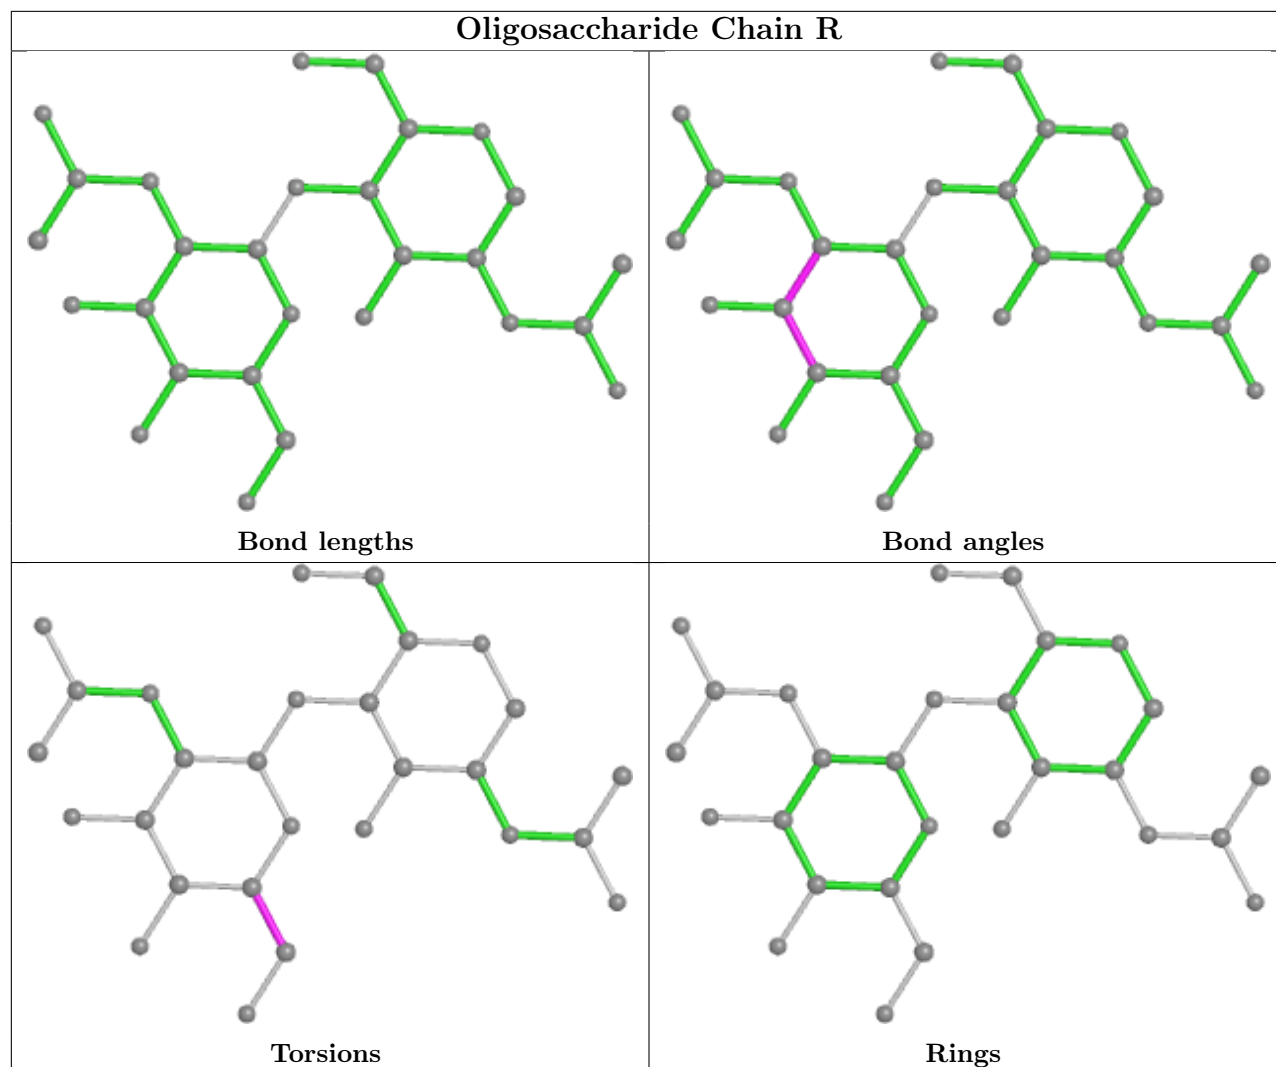 Oligosaccharide Chain R
Bond lengths
Bond angles
Torsions
Rings